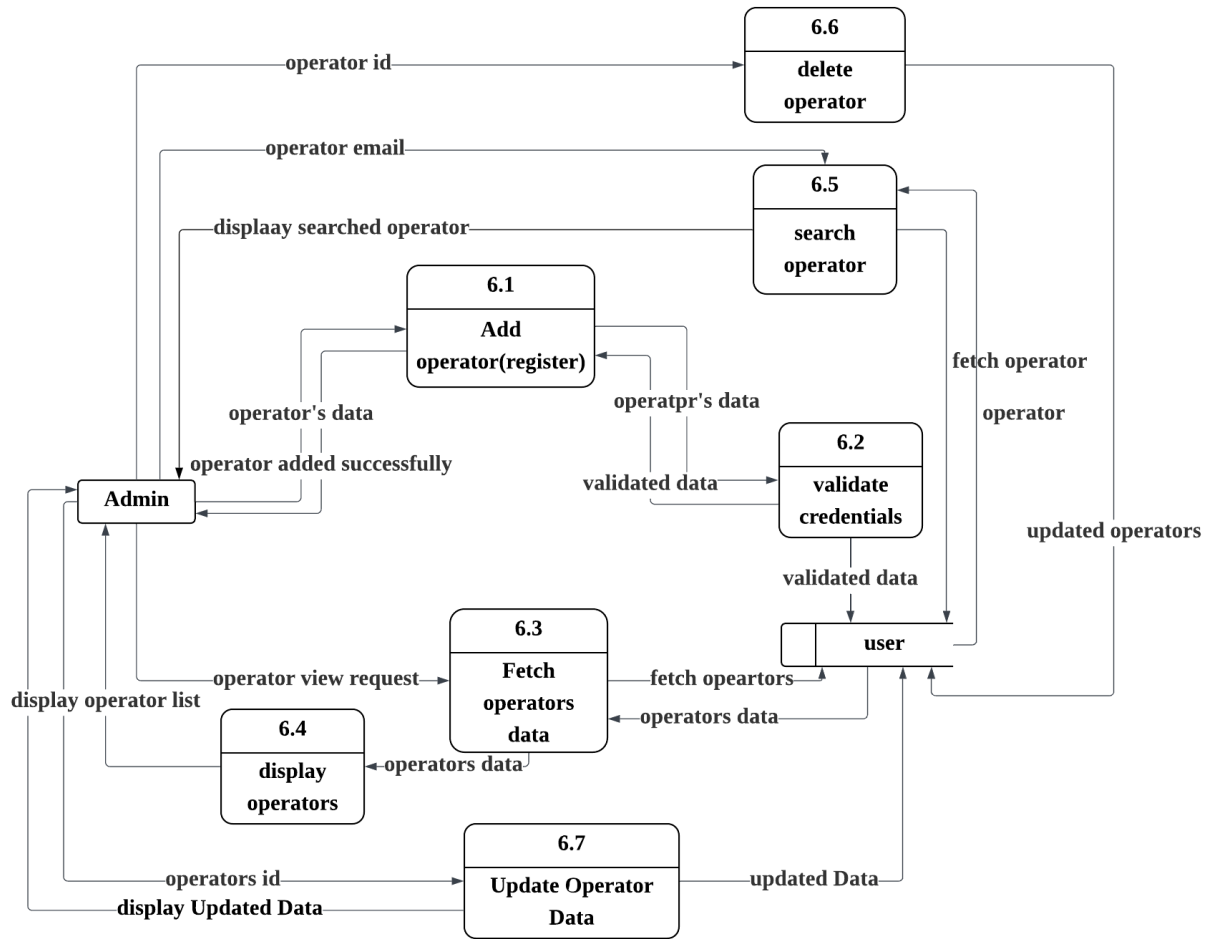 6.6
operator id
delete
operator
operator email
6.5
displaay searched operator
search
operator
6.1
Add
operator(register)
fetch operator
operator's data
operatpr's data
operator
6.2
operator added successfully
validated data
validate
credentials
Admin
updated operators
validated data
6.3
user
Fetch
operators
data
operator view request
fetch opeartors
display operator list
operators data
6.4
operators data
display
operators
6.7
operators id
Update Operator
Data
updated Data
display Updated Data